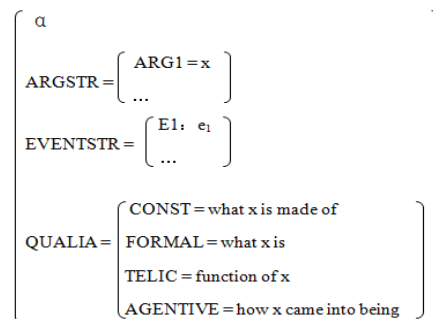 α
ARGSTR = ARG1 = x
...
EVENTSTR = E1: e₁
...
QUALIA = CONST = what x is made of
FORMAL = what x is
TELIC = function of x
AGENTIVE = how x came into being